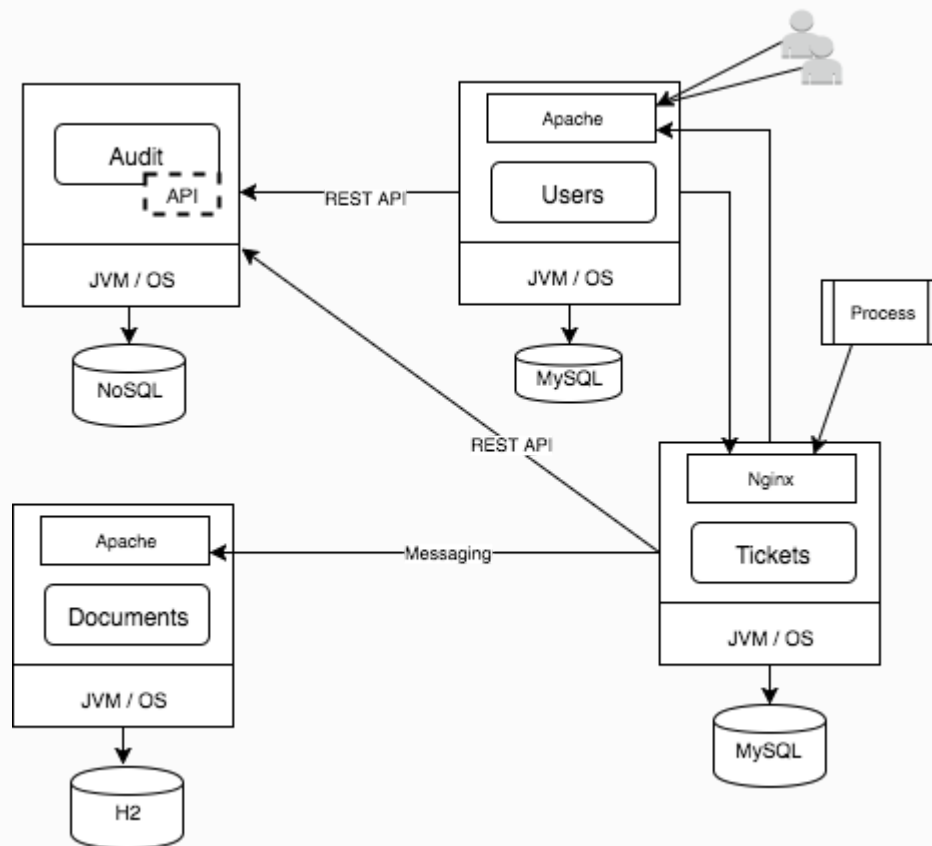 Apache
Audit
API
REST API
Users
JVM / OS
JVM / OS
Process
NoSQL
MySQL
REST API
Nginx
Apache
Messaging
Tickets
Documents
JVM / OS
JVM / OS
MySQL
H2